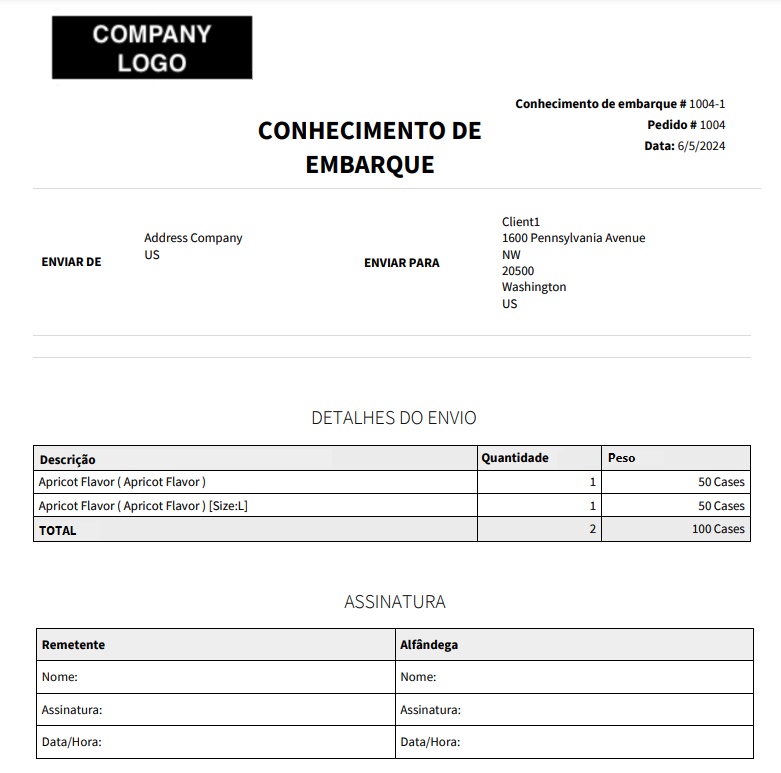 COMPANY
LOGO
Conhecimento de embarque # 1004-1
Pedido # 1004
Data: 6/5/2024
CONHECIMENTO DE
EMBARQUE
ENVIAR DE
Address Company
US
ENVIAR PARA
Client1
1600 Pennsylvania Avenue
NW
20500
Washington
US
DETALHES DO ENVIO
Descrição Quantidade Peso
Apricot Flavor ( Apricot Flavor ) 1 50 Cases
Apricot Flavor ( Apricot Flavor ) [Size:L] 1 50 Cases
TOTAL 2 100 Cases
ASSINATURA
Remetente Alfândega
Nome: Nome:
Assinatura: Assinatura:
Data/Hora: Data/Hora: